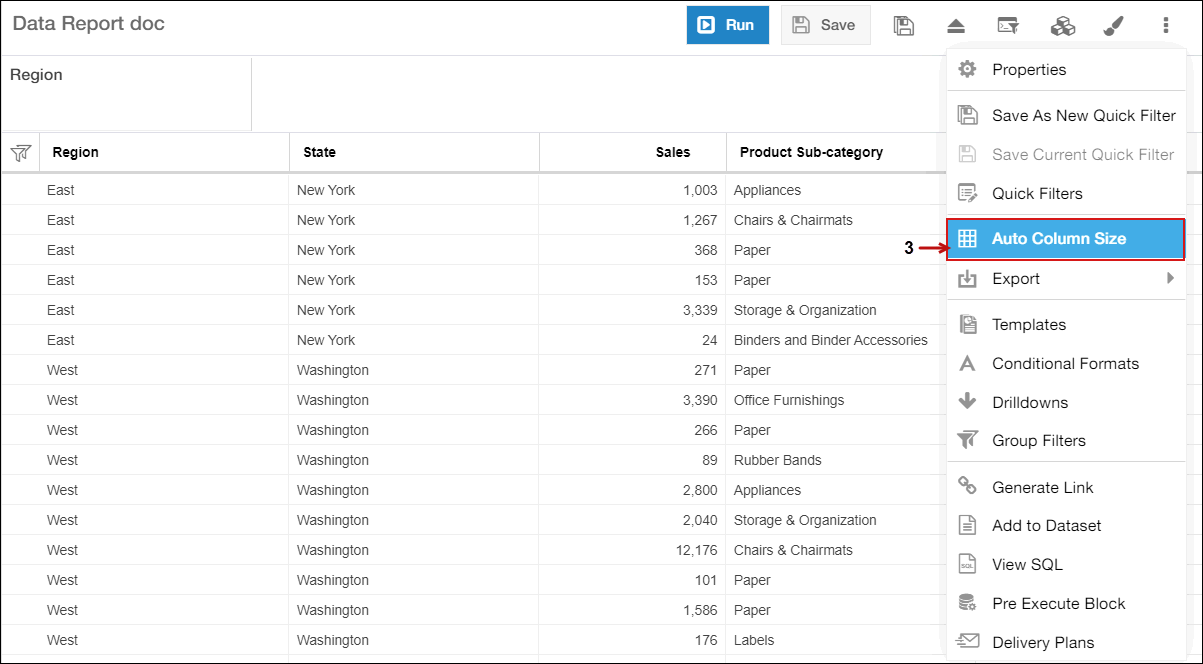 Data Report doc
Run
Save
Region
Region State Sales Product Sub-category
East New York 1,003 Appliances
East New York 1,267 Chairs & Chairmats
East New York 368 Paper
East New York 153 Paper
East New York 3,339 Storage & Organization
East New York 24 Binders and Binder Accessories
West Washington 271 Paper
West Washington 3,390 Office Furnishings
West Washington 266 Paper
West Washington 89 Rubber Bands
West Washington 2,800 Appliances
West Washington 2,040 Storage & Organization
West Washington 12,176 Chairs & Chairmats
West Washington 101 Paper
West Washington 1,586 Paper
West Washington 176 Labels
Properties
Save As New Quick Filter
Save Current Quick Filter
Quick Filters
3
Auto Column Size
Export
Templates
A Conditional Formats
Drilldowns
Group Filters
Generate Link
Add to Dataset
SQL View SQL
Pre Execute Block
Delivery Plans